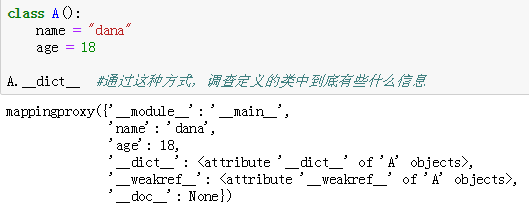 class A():
    name = "dana"
    age = 18
A.__dict__  #通过这种方式，调查定义的类中到底有些什么信息
mappingproxy({'__module__': '__main__',
              'name': 'dana',
              'age': 18,
              '__dict__': <attribute '__dict__' of 'A' objects>,
              '__weakref__': <attribute '__weakref__' of 'A' objects>,
              '__doc__': None})